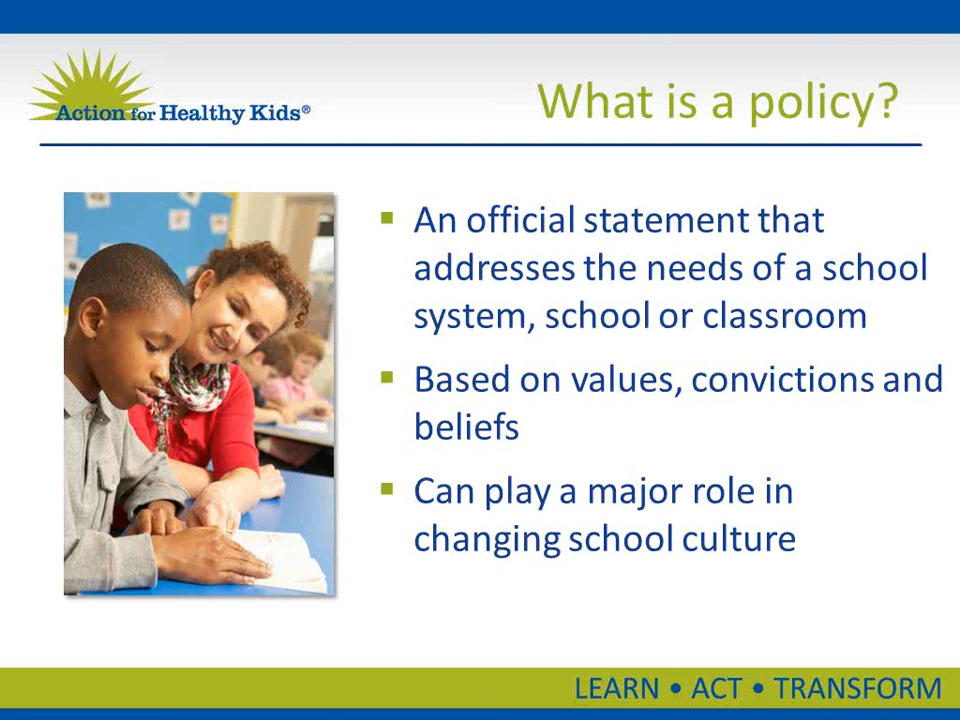 Action for Healthy Kids®
What is a policy?
▪ An official statement that
addresses the needs of a school
system, school or classroom
▪ Based on values, convictions and
beliefs
▪ Can play a major role in
changing school culture
LEARN • ACT • TRANSFORM